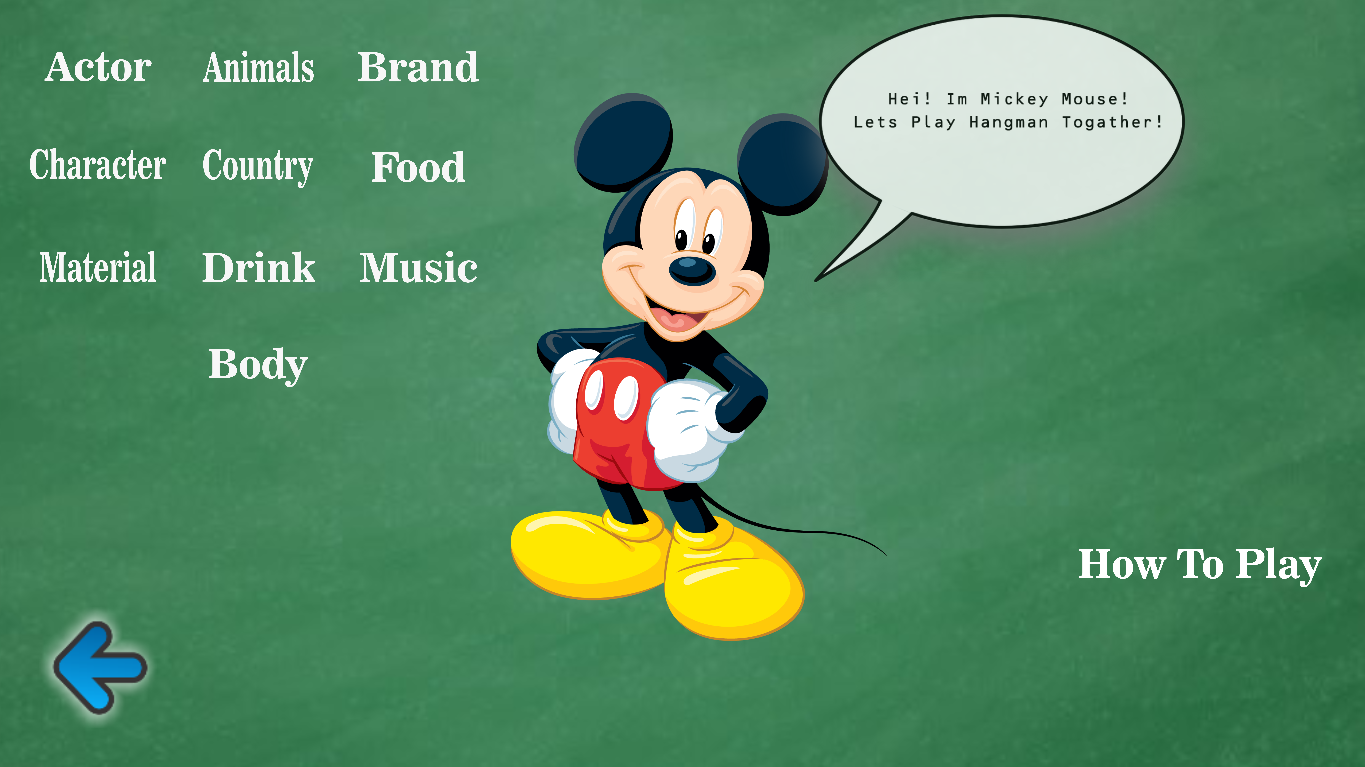 Actor Animals Brand
Character Country Food
Material Drink Music
Body
Hei! Im Mickey Mouse!
Lets Play Hangman Togather!
How To Play